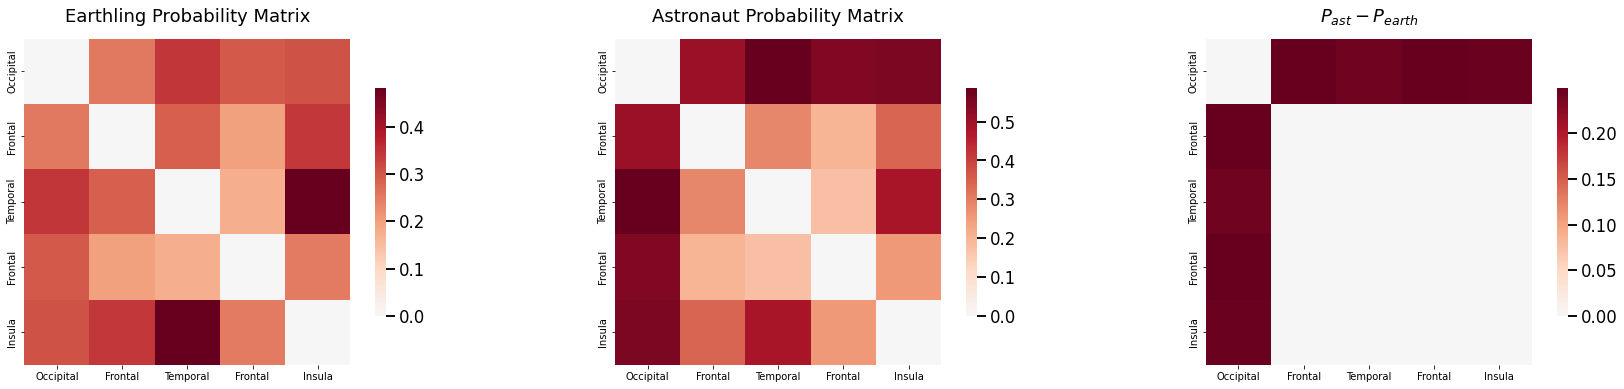 Earthling Probability Matrix
Occipital
Frontal
Temporal
Frontal
Insula
Occipital Frontal Temporal Frontal Insula
0.4
0.3
0.2
0.1
0.0
Astronaut Probability Matrix
Occipital
Frontal
Temporal
Frontal
Insula
Occipital Frontal Temporal Frontal Insula
0.5
0.4
0.3
0.2
0.1
0.0
P_ast − P_earth
Occipital
Frontal
Temporal
Frontal
Insula
Occipital Frontal Temporal Frontal Insula
0.20
0.15
0.10
0.05
0.00